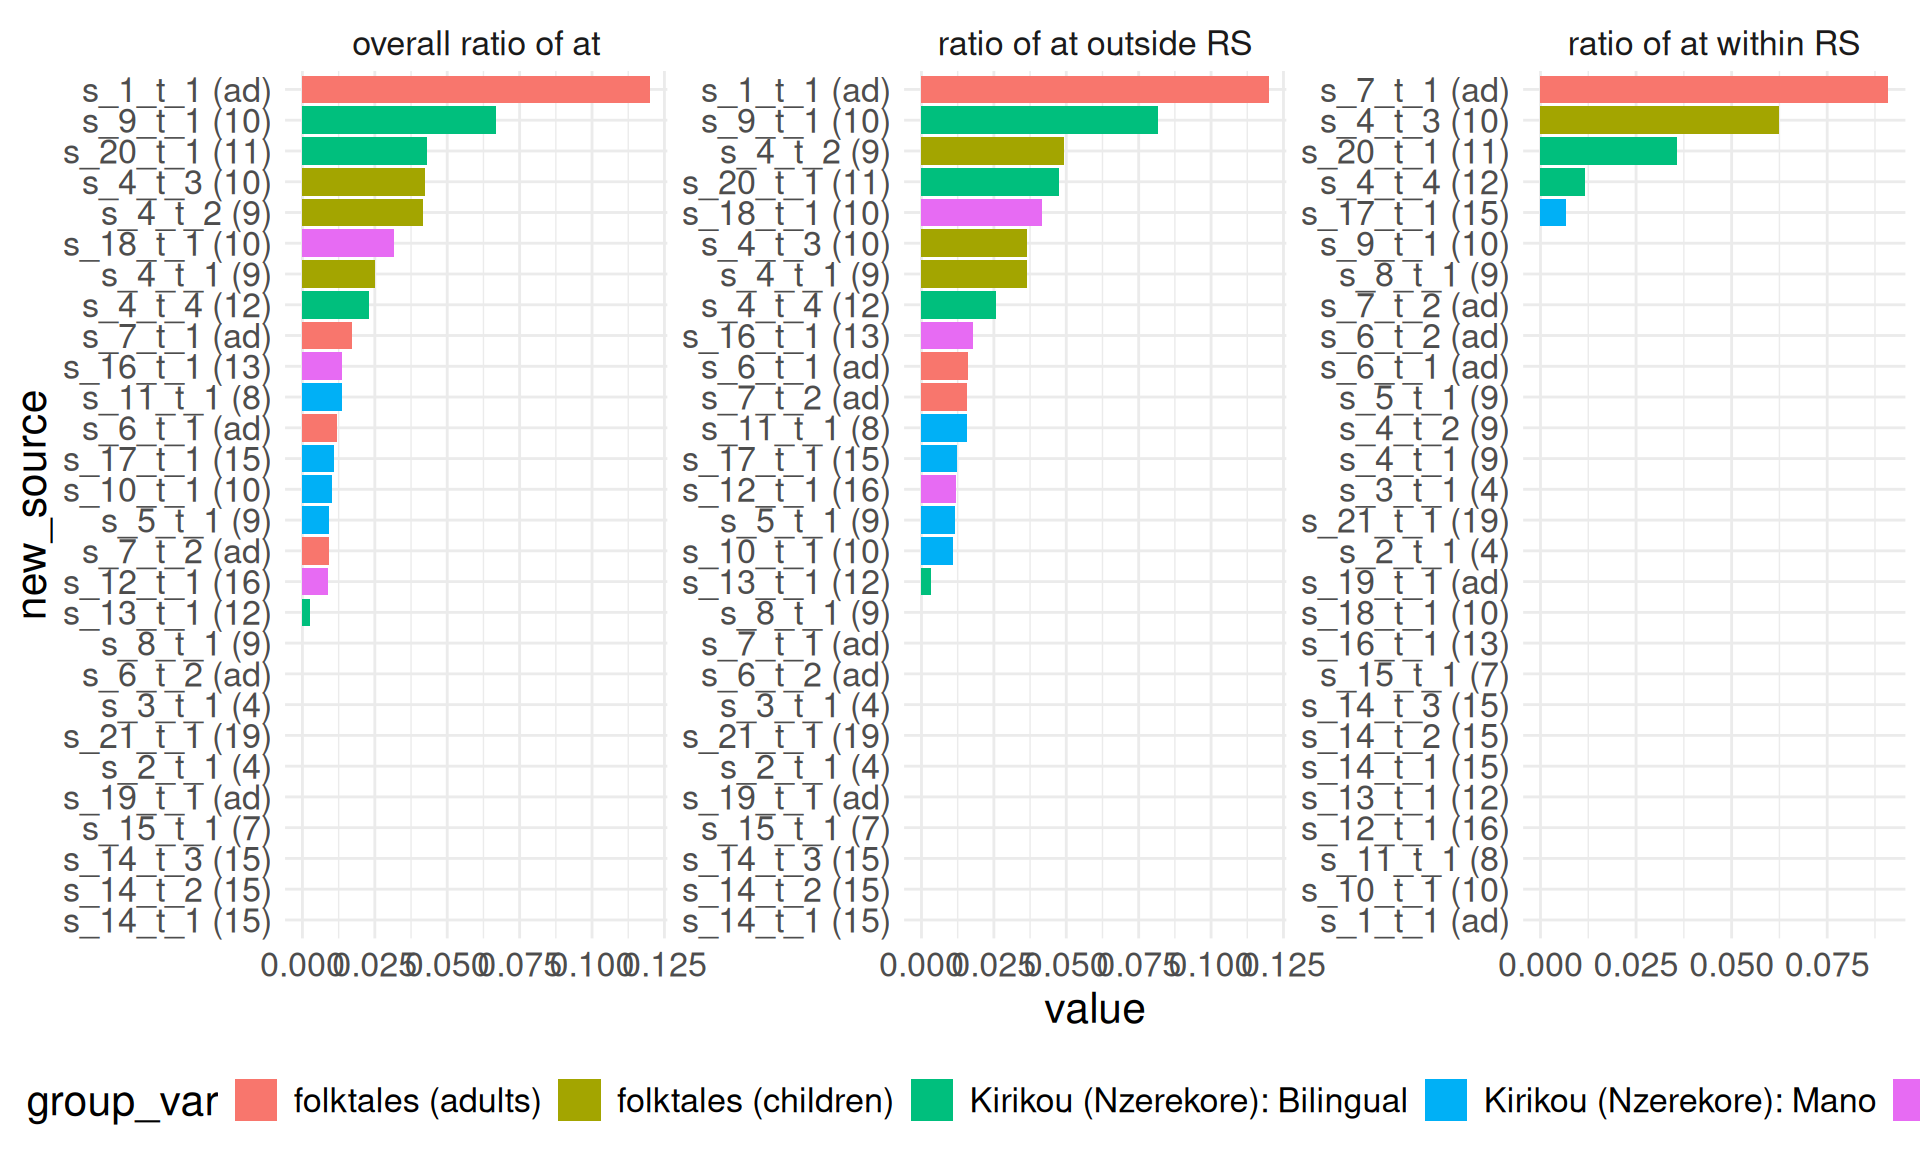 overall ratio of at
s_1_t_1 (ad)
s_9_t_1 (10)
s_20_t_1 (11)
s_4_t_3 (10)
s_4_t_2 (9)
s_18_t_1 (10)
s_4_t_1 (9)
s_4_t_4 (12)
s_7_t_1 (ad)
s_16_t_1 (13)
s_11_t_1 (8)
s_6_t_1 (ad)
s_17_t_1 (15)
s_10_t_1 (10)
s_5_t_1 (9)
s_7_t_2 (ad)
s_12_t_1 (16)
s_13_t_1 (12)
s_8_t_1 (9)
s_6_t_2 (ad)
s_3_t_1 (4)
s_21_t_1 (19)
s_2_t_1 (4)
s_19_t_1 (ad)
s_15_t_1 (7)
s_14_t_3 (15)
s_14_t_2 (15)
s_14_t_1 (15)
0.000 0.025 0.050 0.075 0.100 0.125
ratio of at outside RS
s_1_t_1 (ad)
s_9_t_1 (10)
s_4_t_2 (9)
s_20_t_1 (11)
s_18_t_1 (10)
s_4_t_3 (10)
s_4_t_1 (9)
s_4_t_4 (12)
s_16_t_1 (13)
s_6_t_1 (ad)
s_7_t_2 (ad)
s_11_t_1 (8)
s_17_t_1 (15)
s_12_t_1 (16)
s_5_t_1 (9)
s_10_t_1 (10)
s_13_t_1 (12)
s_8_t_1 (9)
s_7_t_1 (ad)
s_6_t_2 (ad)
s_3_t_1 (4)
s_21_t_1 (19)
s_2_t_1 (4)
s_19_t_1 (ad)
s_15_t_1 (7)
s_14_t_3 (15)
s_14_t_2 (15)
s_14_t_1 (15)
0.000 0.025 0.050 0.075 0.100 0.125
ratio of at within RS
s_7_t_1 (ad)
s_4_t_3 (10)
s_20_t_1 (11)
s_4_t_4 (12)
s_17_t_1 (15)
s_9_t_1 (10)
s_8_t_1 (9)
s_7_t_2 (ad)
s_6_t_2 (ad)
s_6_t_1 (ad)
s_5_t_1 (9)
s_4_t_2 (9)
s_4_t_1 (9)
s_3_t_1 (4)
s_21_t_1 (19)
s_2_t_1 (4)
s_19_t_1 (ad)
s_18_t_1 (10)
s_16_t_1 (13)
s_15_t_1 (7)
s_14_t_3 (15)
s_14_t_2 (15)
s_14_t_1 (15)
s_13_t_1 (12)
s_12_t_1 (16)
s_11_t_1 (8)
s_10_t_1 (10)
s_1_t_1 (ad)
0.000 0.025 0.050 0.075
new_source
value
group_var folktales (adults) folktales (children) Kirikou (Nzerekore): Bilingual Kirikou (Nzerekore): Mano